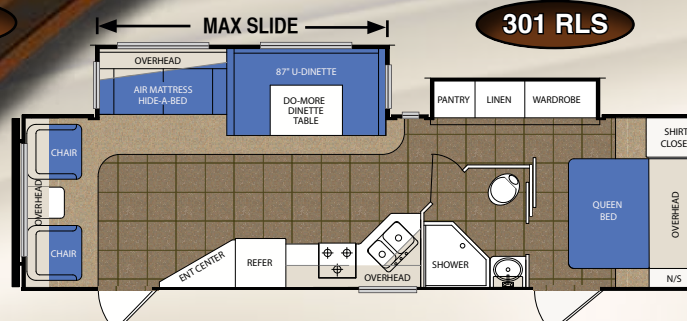 MAX SLIDE
301 RLS
OVERHEAD
AIR MATTRESS
HIDE-A-BED
87" U-DINETTE
DO-MORE
DINETTE
TABLE
PANTRY
LINEN
WARDROBE
SHIRT
CLOSE
CHAIR
OVERHEAD
CHAIR
QUEEN
BED
OVERHEAD
ENT CENTER
REFER
OVERHEAD
SHOWER
N/S